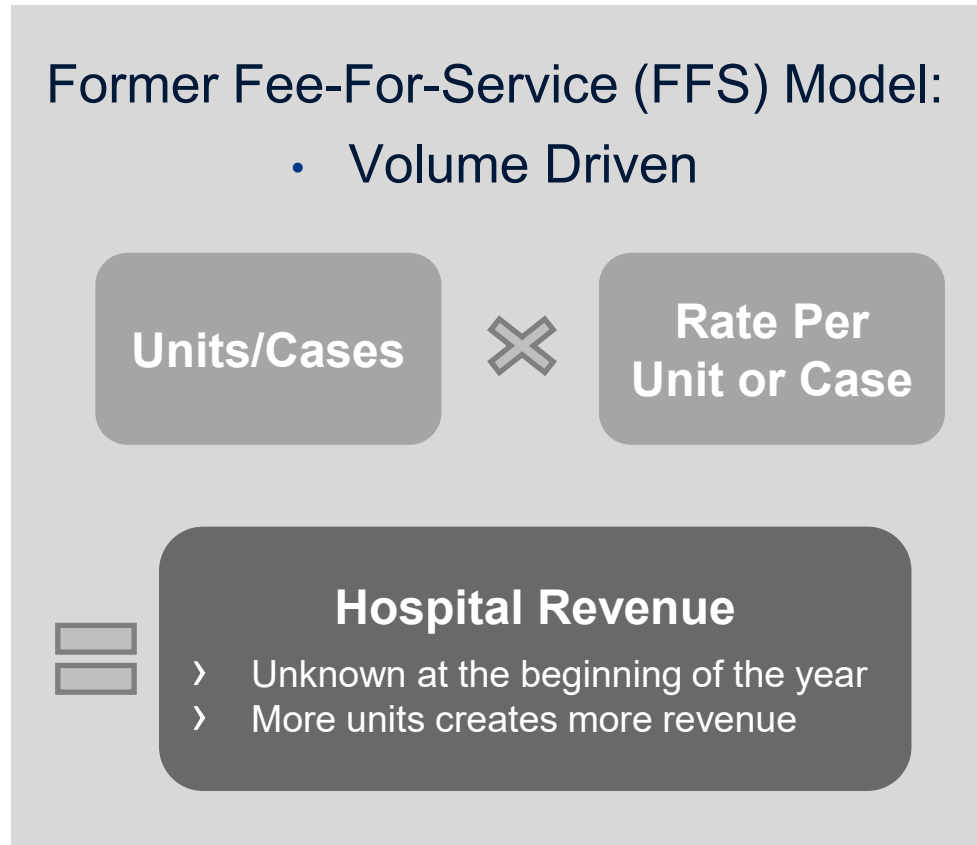 Former Fee-For-Service (FFS) Model:
• Volume Driven
Units/Cases
Rate Per
Unit or Case
Hospital Revenue
› Unknown at the beginning of the year
› More units creates more revenue